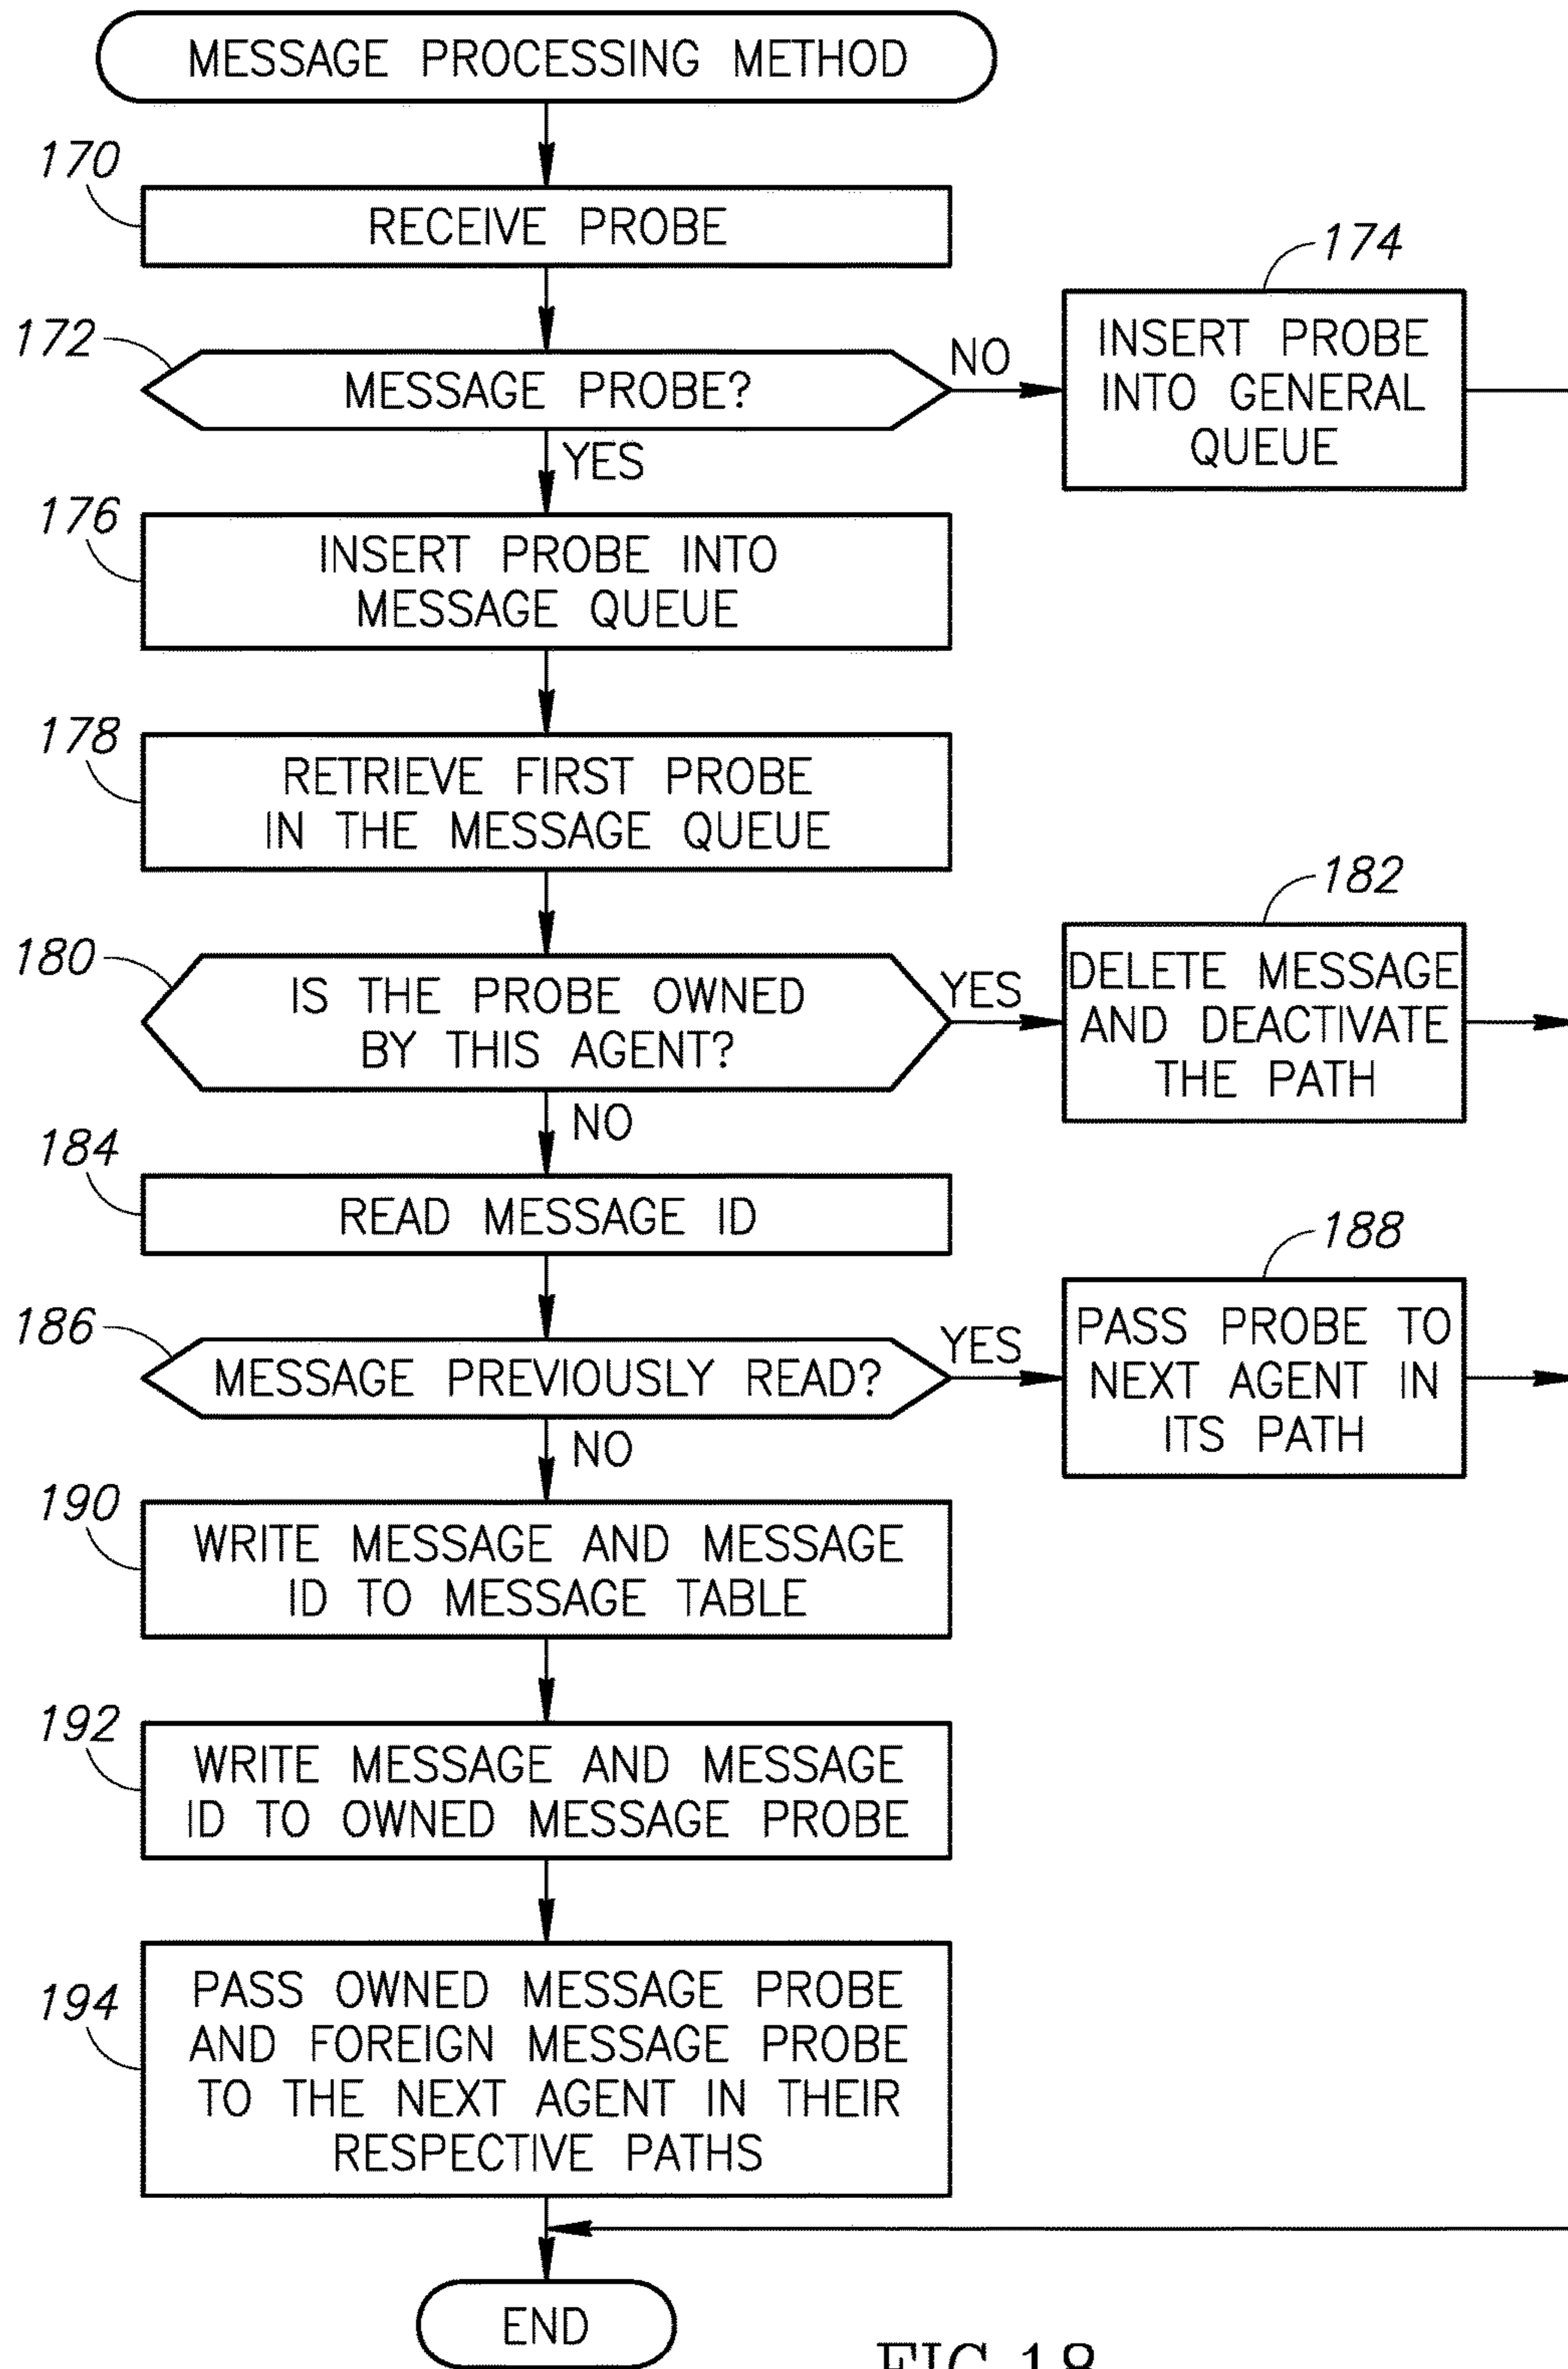 MESSAGE PROCESSING METHOD
170
RECEIVE PROBE
174
172
MESSAGE PROBE?
NO
INSERT PROBE
INTO GENERAL
QUEUE
YES
176
INSERT PROBE INTO
MESSAGE QUEUE
178
RETRIEVE FIRST PROBE
IN THE MESSAGE QUEUE
182
180
IS THE PROBE OWNED
BY THIS AGENT?
YES
DELETE MESSAGE
AND DEACTIVATE
THE PATH
NO
184
READ MESSAGE ID
188
186
MESSAGE PREVIOUSLY READ?
YES
PASS PROBE TO
NEXT AGENT IN
ITS PATH
NO
190
WRITE MESSAGE AND MESSAGE
ID TO MESSAGE TABLE
192
WRITE MESSAGE AND MESSAGE
ID TO OWNED MESSAGE PROBE
194
PASS OWNED MESSAGE PROBE
AND FOREIGN MESSAGE PROBE
TO THE NEXT AGENT IN THEIR
RESPECTIVE PATHS
END
FIG.18